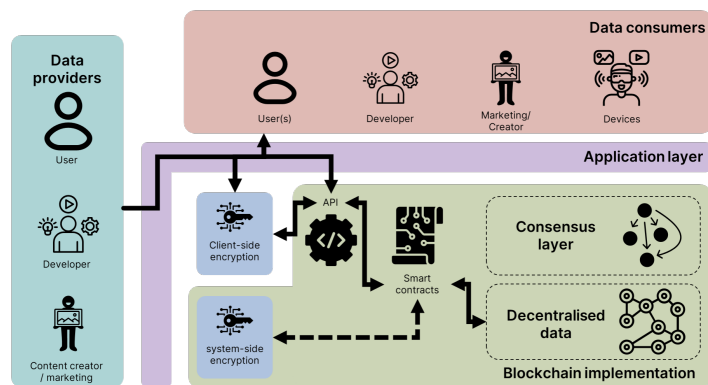 Data consumers
Data
providers
User
Developer
Content creator
/ marketing
User(s)
Developer
Marketing/
Creator
Devices
Application layer
Client-side
encryption
API
Smart
contracts
Consensus
layer
system-side
encryption
Decentralised
data
Blockchain implementation